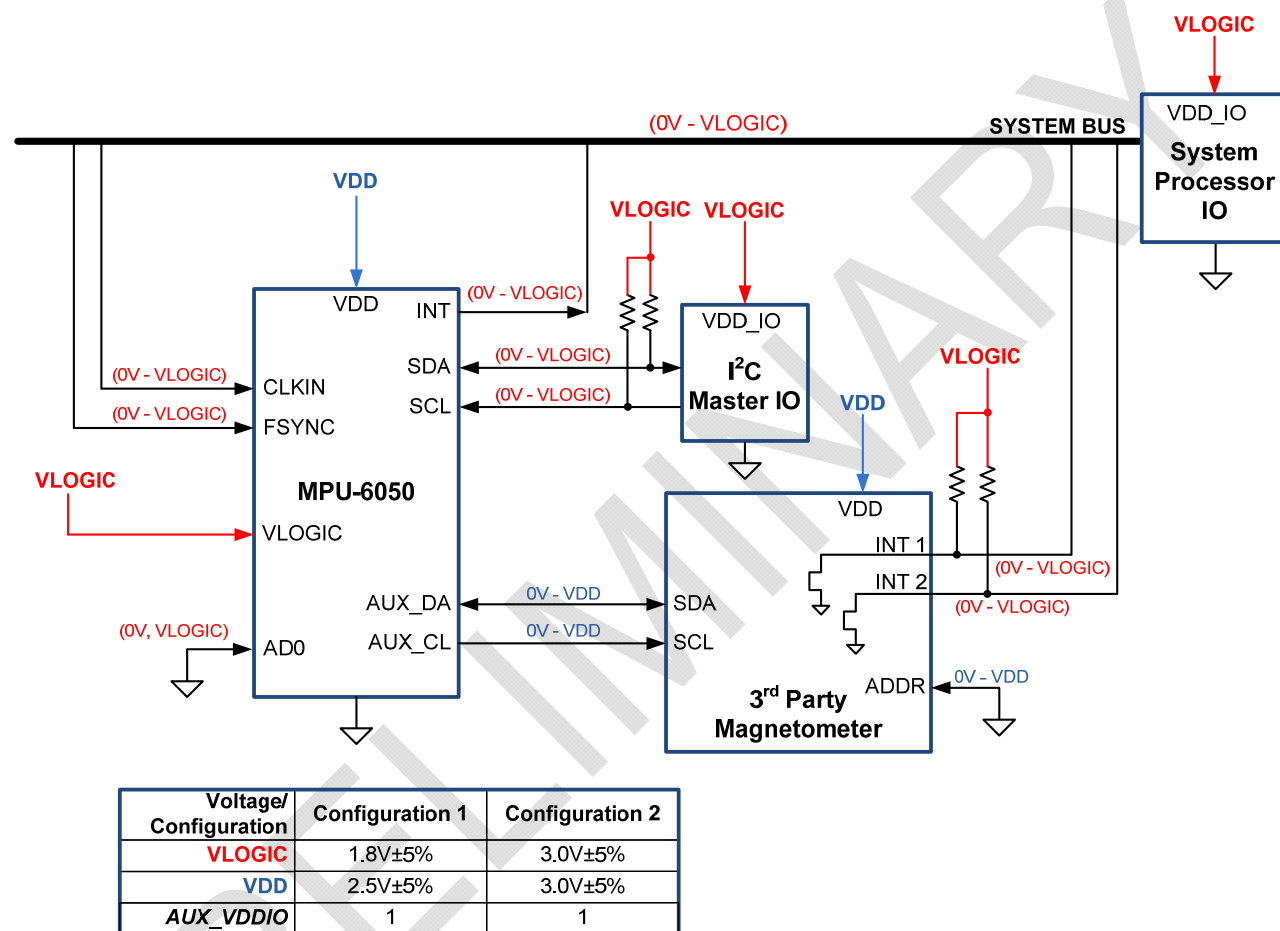 VLOGIC
VDD_IO
System
Processor
IO
(0V - VLOGIC)
SYSTEM BUS
VDD
VLOGIC
VLOGIC
VDD
INT
(0V - VLOGIC)
VDD_IO
I²C
Master IO
SDA
(0V - VLOGIC)
SCL
(0V - VLOGIC)
(0V - VLOGIC)
CLKIN
(0V - VLOGIC)
FSYNC
VLOGIC
VLOGIC
MPU-6050
VDD
VLOGIC
VDD
INT 1
(0V - VLOGIC)
INT 2
(0V - VLOGIC)
AUX_DA
0V - VDD
SDA
AUX_CL
0V - VDD
SCL
(0V, VLOGIC)
AD0
ADDR
0V - VDD
3rd Party
Magnetometer
Voltage/
Configuration
Configuration 1
Configuration 2
VLOGIC 1.8V±5% 3.0V±5%
VDD 2.5V±5% 3.0V±5%
AUX_VDDIO 1 1
PRELIMINARY